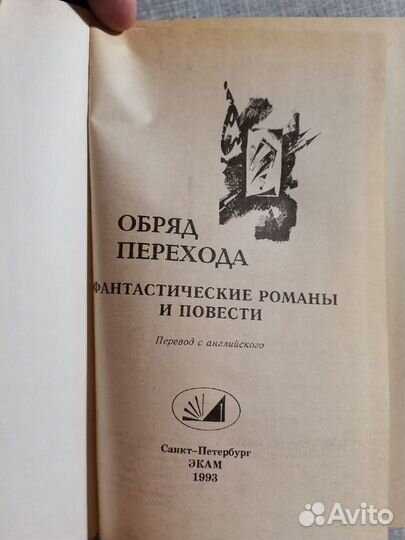 ОБРЯД
ПЕРЕХОДА
ФАНТАСТИЧЕСКИЕ РОМАНЫ
И ПОВЕСТИ
Перевод с английского
Санкт–Петербург
ЭКАМ
1993
Avito